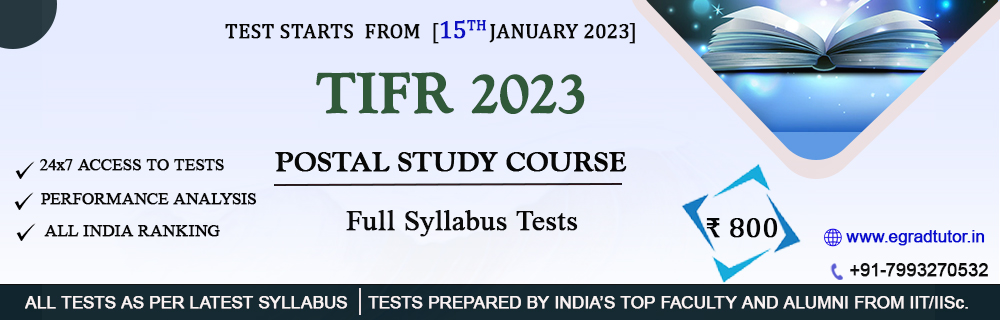 TEST STARTS FROM [15TH JANUARY 2023]
TIFR 2023
POSTAL STUDY COURSE
Full Syllabus Tests
24x7 ACCESS TO TESTS
PERFORMANCE ANALYSIS
ALL INDIA RANKING
₹ 800
www.egradtutor.in
+91-7993270532
ALL TESTS AS PER LATEST SYLLABUS | TESTS PREPARED BY INDIA'S TOP FACULTY AND ALUMNI FROM IIT/IISc.